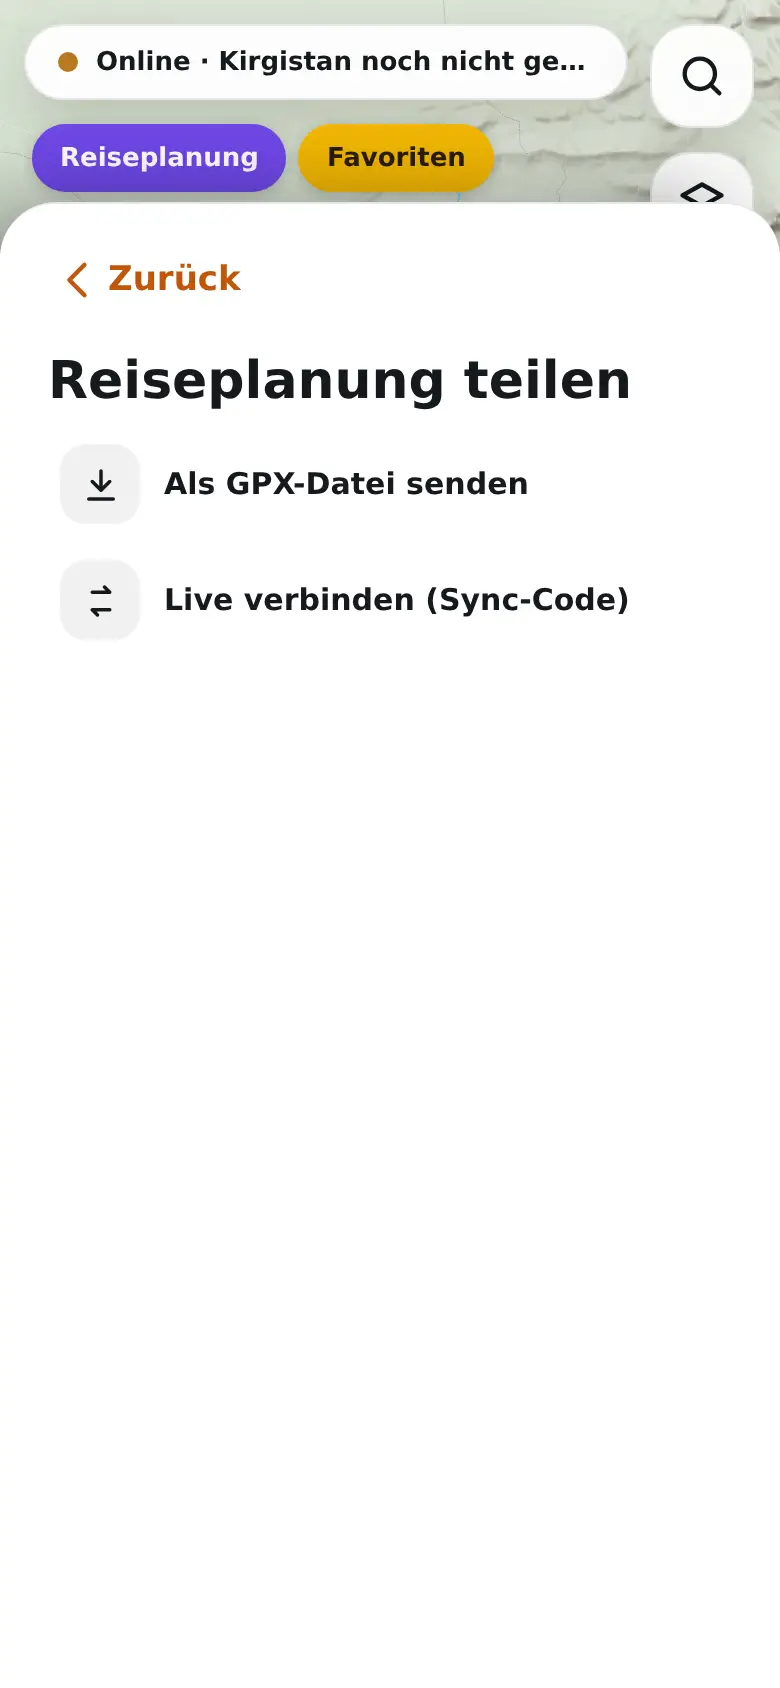 Online · Kirgistan noch nicht ge…
Reiseplanung
Favoriten
Zurück
Reiseplanung teilen
Als GPX-Datei senden
Live verbinden (Sync-Code)